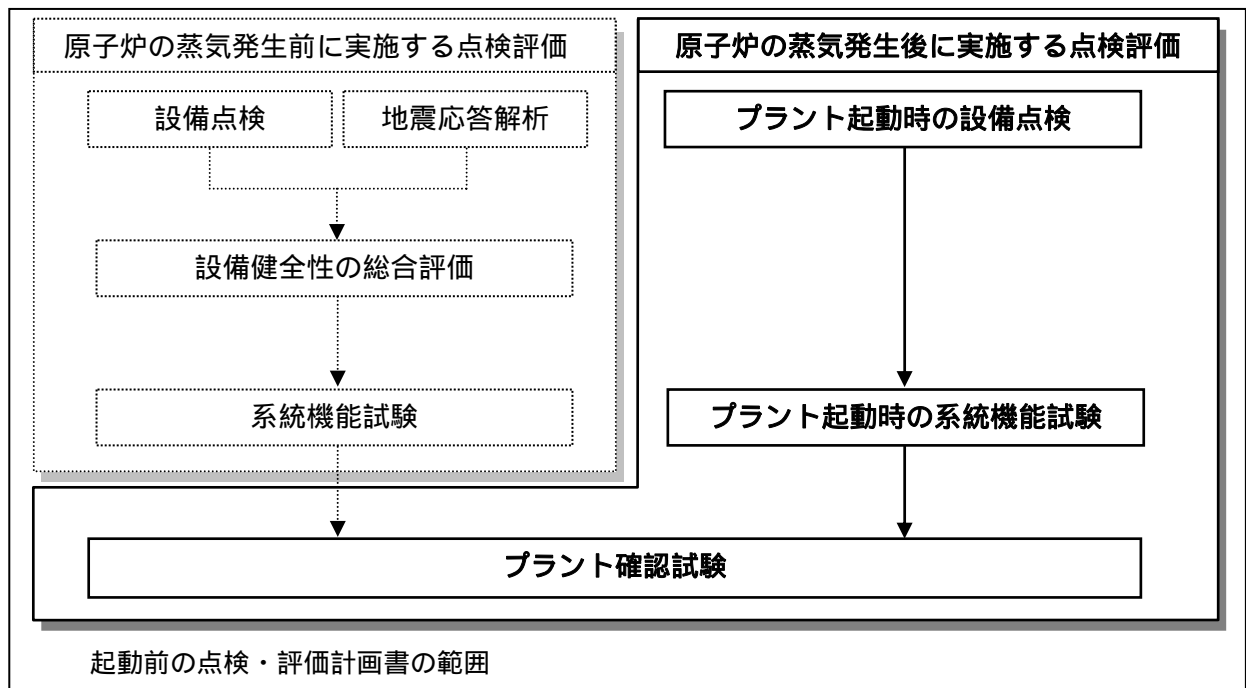 原子炉の蒸気発生前に実施する点検評価
設備点検
地震応答解析
設備健全性の総合評価
系統機能試験
原子炉の蒸気発生後に実施する点検評価
プラント起動時の設備点検
プラント起動時の系統機能試験
プラント確認試験
起動前の点検・評価計画書の範囲